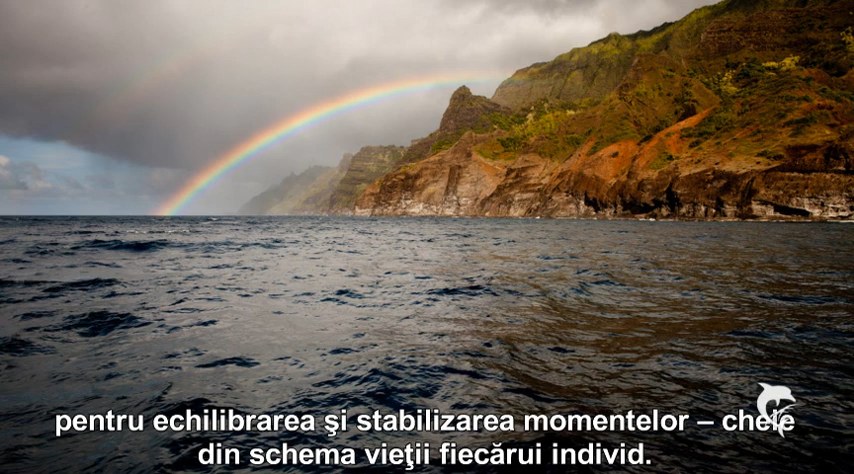 pentru echilibrarea şi stabilizarea momentelor – cheie
din schema vieţii fiecărui individ.